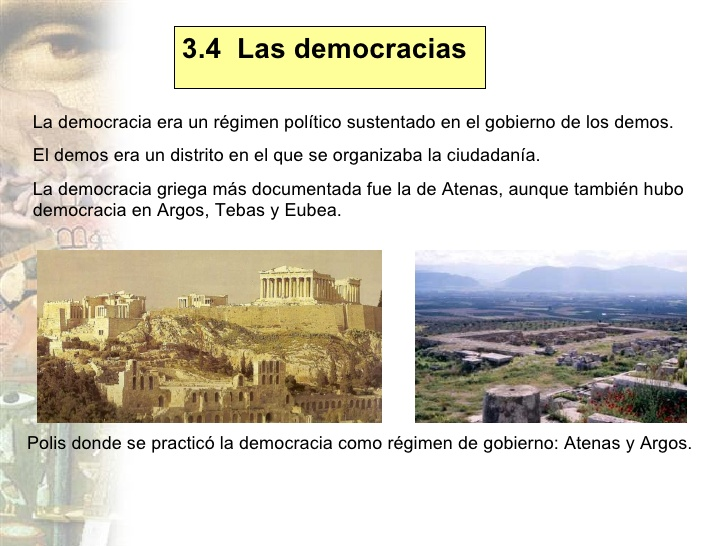 3.4 Las democracias
La democracia era un régimen político sustentado en el gobierno de los demos.
El demos era un distrito en el que se organizaba la ciudadanía.
La democracia griega más documentada fue la de Atenas, aunque también hubo
democracia en Argos, Tebas y Eubea.
Polis donde se practicó la democracia como régimen de gobierno: Atenas y Argos.